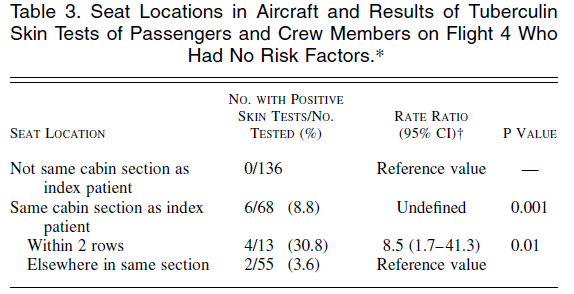 Table 3. Seat Locations in Aircraft and Results of Tuberculin
Skin Tests of Passengers and Crew Members on Flight 4 Who
Had No Risk Factors.*
SEAT LOCATION
NO. WITH POSITIVE
SKIN TESTS/NO.
TESTED (%)
RATE RATIO
(95% CI)†
P VALUE
Not same cabin section as
index patient
0/136 Reference value —
Same cabin section as index
patient
6/68 (8.8) Undefined 0.001
Within 2 rows 4/13 (30.8) 8.5 (1.7–41.3) 0.01
Elsewhere in same section 2/55 (3.6) Reference value